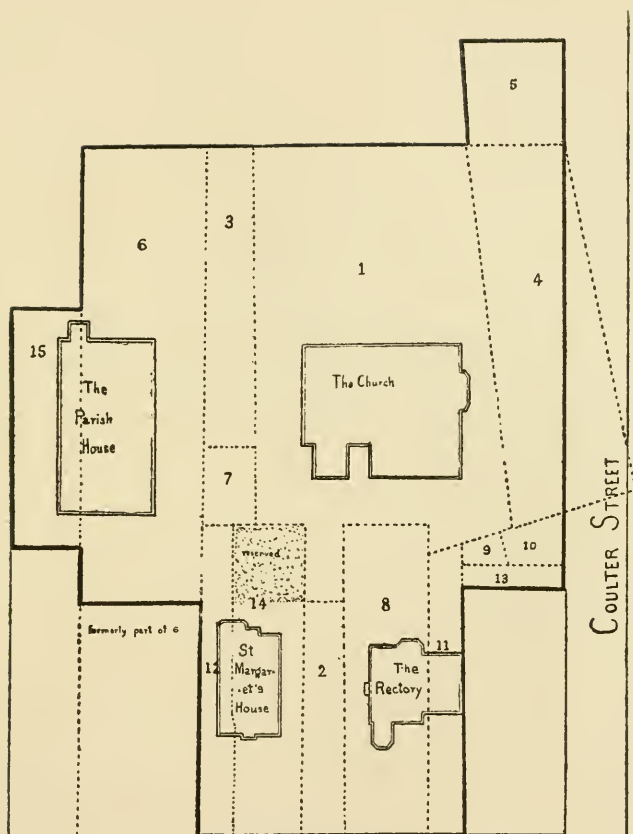 5
3
6
1
4
15
The Church
The
Parish
House
7
COULTER STREET
reserved
9
10
13
14
8
Formerly part of 6
12
St
Margar-
-et's
House
2
11
The
Rectory